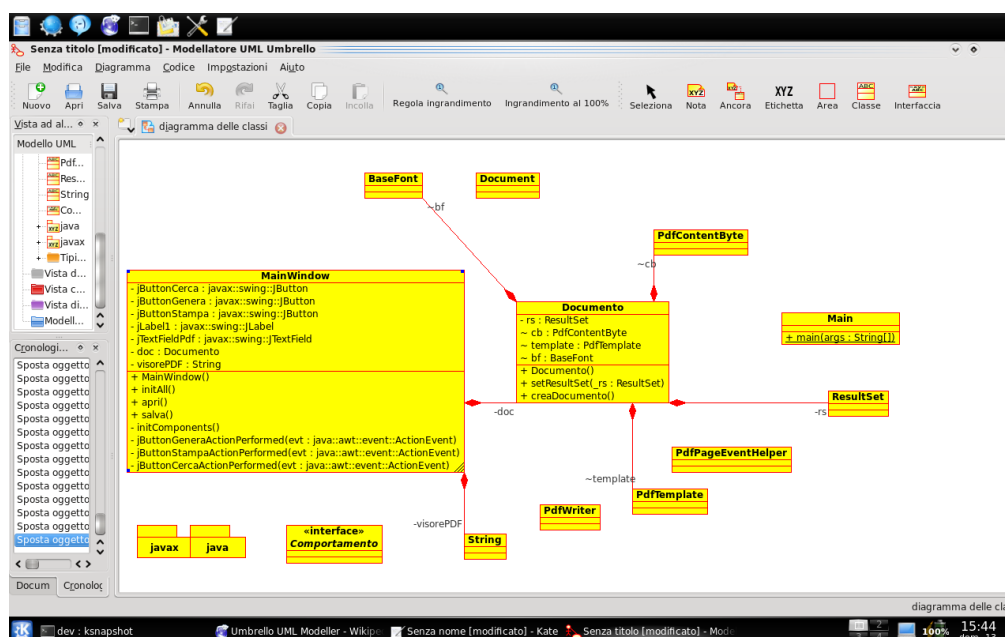 Senza titolo [modificato] - Modellatore UML Umbrello
File Modifica Diagramma Codice Impostazioni Aiuto
Nuovo Apri Salva Stampa Annulla Rifai Taglia Copia Incolla Regola ingrandimento Ingrandimento al 100% Seleziona Nota Ancora Etichetta Area Classe Interfaccia
Vista ad al...
diagramma delle classi
Modello UML
Pdf...
Res...
String
Co...
java
javax
Tipi...
Vista d...
Vista c...
Vista di...
Modell...
Cronologi...
Sposta oggetto
Sposta oggetto
Sposta oggetto
Sposta oggetto
Sposta oggetto
Sposta oggetto
Sposta oggetto
Sposta oggetto
Sposta oggetto
Sposta oggetto
Sposta oggetto
Sposta oggetto
Sposta oggetto
Sposta oggetto
Docum
Cronolog
BaseFont
~bf
Document
PdfContentByte
~cb
MainWindow
- jButtonCerca : javax::swing::JButton
- jButtonGenera : javax::swing::JButton
- jButtonStampa : javax::swing::JButton
- jLabel1 : javax::swing::JLabel
- jTextFieldPdf : javax::swing::JTextField
- doc : Documento
- visorePDF : String
+ MainWindow()
+ initAll()
+ apri()
+ salva()
- initComponents()
- jButtonGeneraActionPerformed(evt : java::awt::event::ActionEvent)
- jButtonStampaActionPerformed(evt : java::awt::event::ActionEvent)
- jButtonCercaActionPerformed(evt : java::awt::event::ActionEvent)
Documento
- rs : ResultSet
~ cb : PdfContentByte
~ template : PdfTemplate
~ bf : BaseFont
+ Documento()
+ setResultSet(_rs : ResultSet)
+ creaDocumento()
Main
+ main(args : String[])
-doc
ResultSet
-rs
PdfPageEventHelper
~template
PdfTemplate
PdfWriter
-visorePDF
String
javax
java
«interface»
Comportamento
diagramma delle cla
dev : ksnapshot
Umbrello UML Modeller - Wikipe
Senza nome [modificato] - Kate
Senza titolo [modificato] - Mode
100%
15:44